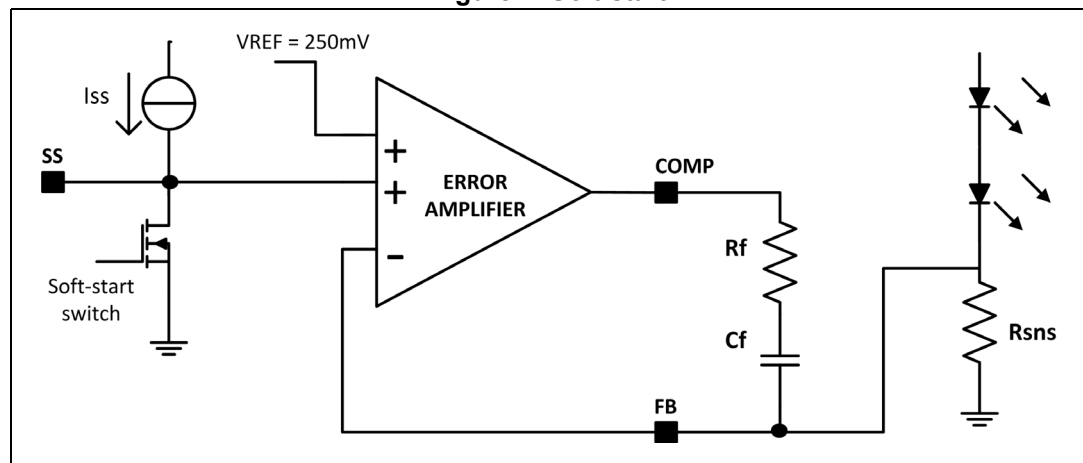 VREF = 250mV
Iss
SS
+
+
-
ERROR
AMPLIFIER
COMP
Soft-start
switch
Rf
Cf
Rsns
FB